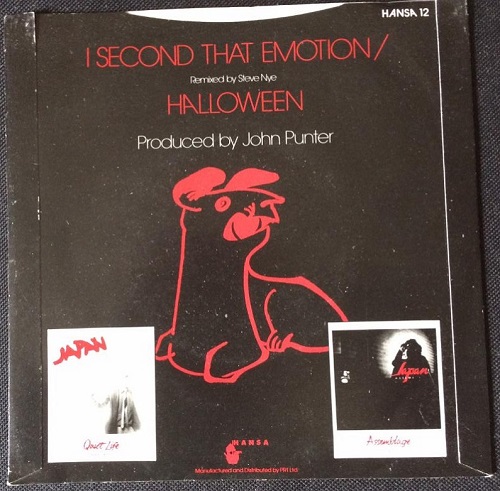 HANSA 12
I SECOND THAT EMOTION/
Remixed by Steve Nye
HALLOWEEN
Produced by John Punter
JAPAN
Quiet Life
Japan
Assemblage
HANSA
Manufactured and Distributed by PRT Ltd